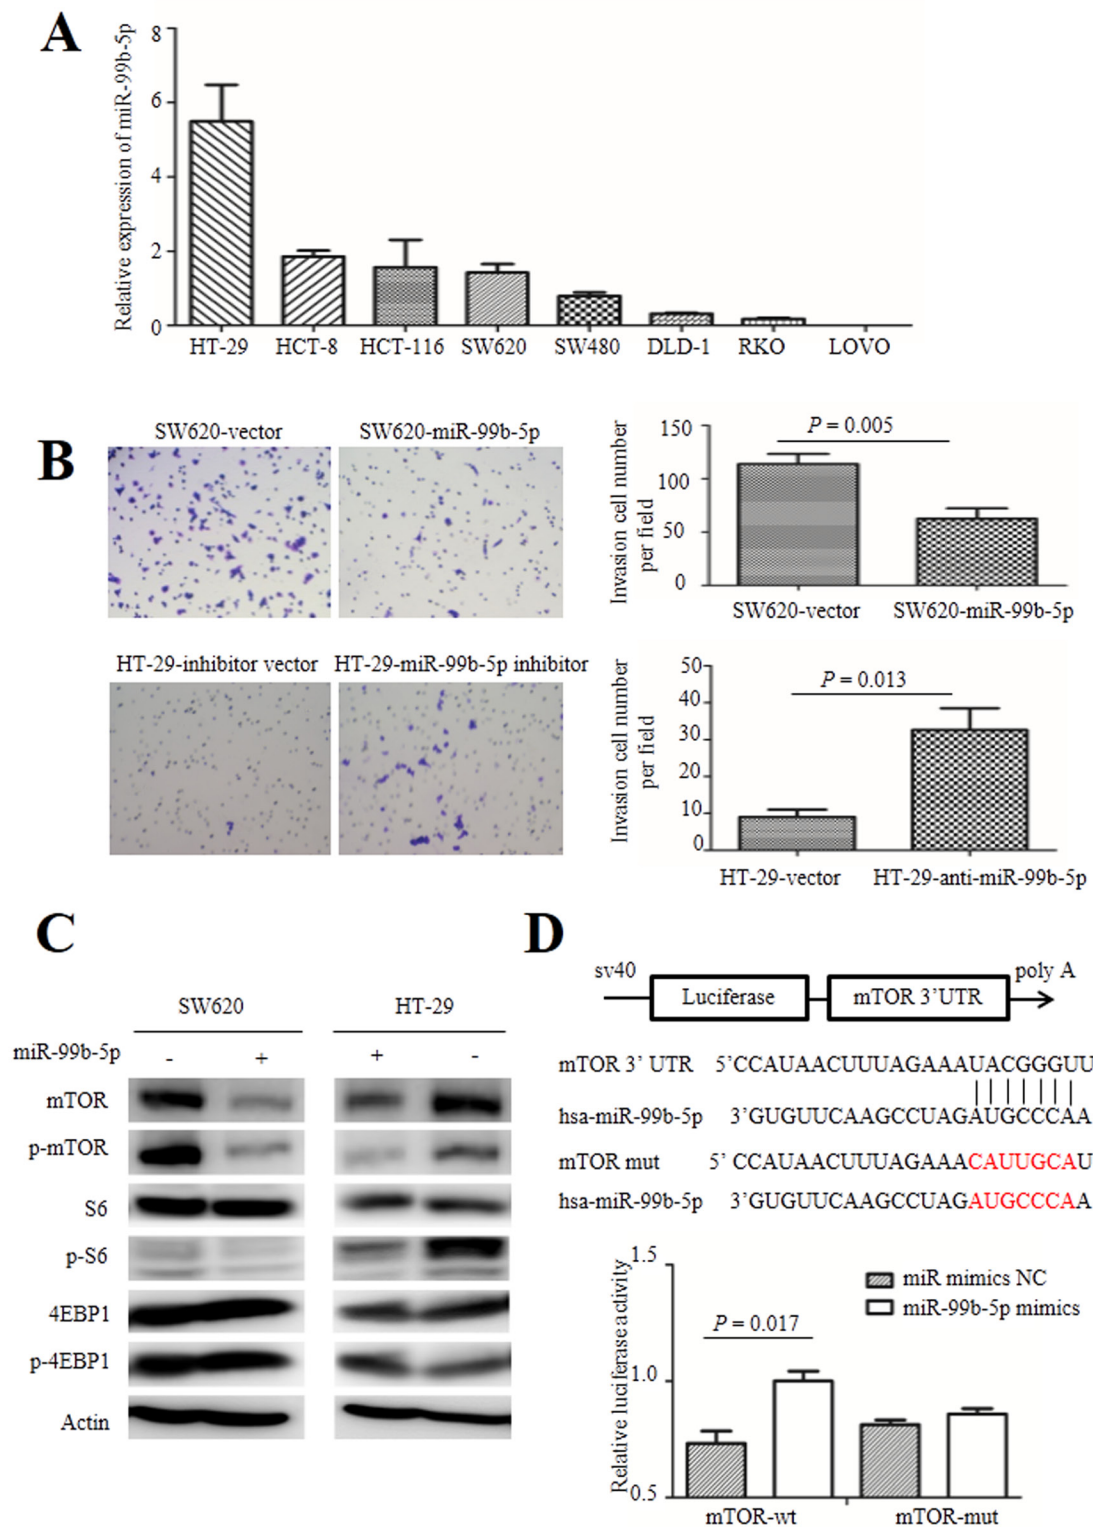 A
Relative expression of miR-99b-5p
8
6
4
2
0
HT-29 HCT-8 HCT-116 SW620 SW480 DLD-1 RKO LOVO
B
SW620-vector SW620-miR-99b-5p
Invasion cell number
per field
150
100
50
0
P = 0.005
SW620-vector SW620-miR-99b-5p
HT-29-inhibitor vector HT-29-miR-99b-5p inhibitor
Invasion cell number
per field
50
40
30
20
10
0
P = 0.013
HT-29-vector HT-29-anti-miR-99b-5p
C
SW620 HT-29
miR-99b-5p - + + -
mTOR
p-mTOR
S6
p-S6
4EBP1
p-4EBP1
Actin
D
sv40 Luciferase mTOR 3’UTR poly A
mTOR 3’ UTR 5’CCAUAACUUUAGAAAUACGGGUU
hsa-miR-99b-5p 3’GUGUUCAAGCCUAGAUGCCCAA
mTOR mut 5’ CCAUAACUUUAGAAACAUUGCAU
hsa-miR-99b-5p 3’GUGUUCAAGCCUAGAUGCCCAA
Relative luciferase activity
1.5
1.0
0.5
miR mimics NC
miR-99b-5p mimics
P = 0.017
mTOR-wt mTOR-mut